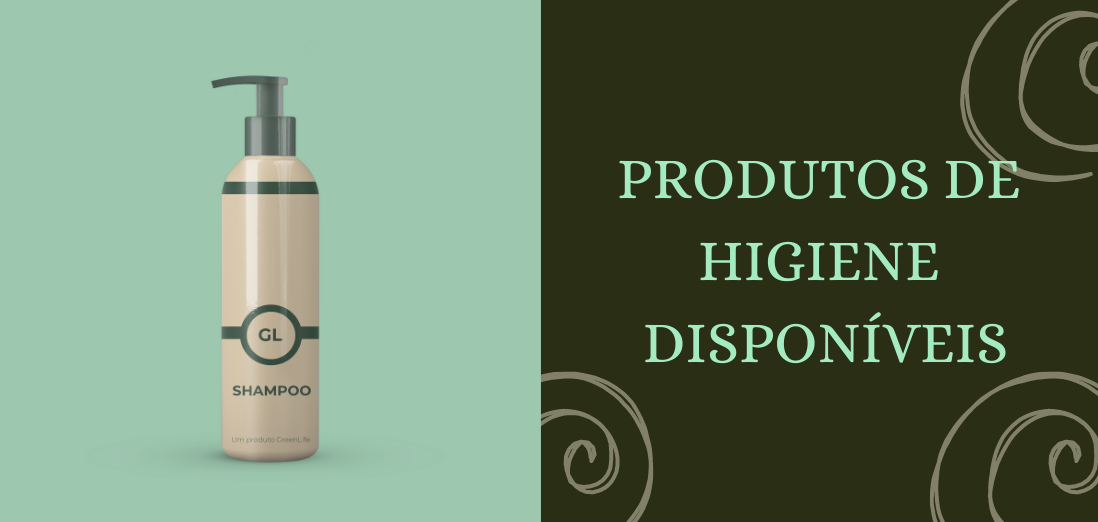 GL
SHAMPOO
Um produto GreenLife
PRODUTOS DE
HIGIENE
DISPONÍVEIS